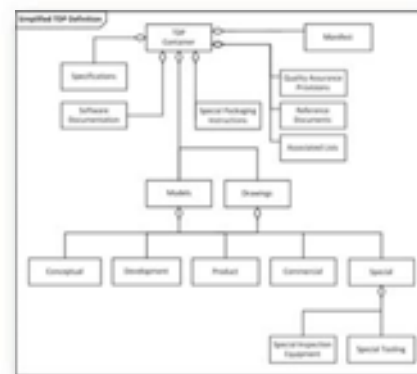 Simplified TDP Definition
TDP
Container
Manifest
Specifications
Quality Assurance
Provisions
Software
Documentation
Special Packaging
Instructions
Reference
Documents
Associated Lists
Models
Drawings
Conceptual
Development
Product
Commercial
Special
Special Inspection
Equipment
Special Tooling